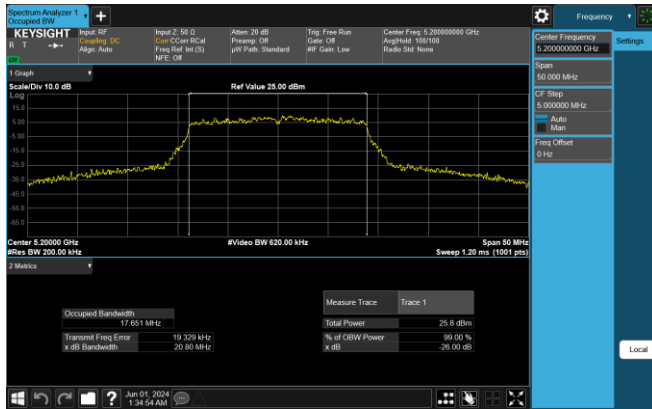 Spectrum Analyzer 1
Occupied BW
Frequency
KEYSIGHT
R T
Input: RF
Coupling: DC
Align: Auto
Input Z: 50 Ω
Corr CCorr RCal
Freq Ref: Int (S)
NFE: Off
Atten: 20 dB
Preamp: Off
µW Path: Standard
Trig: Free Run
Gate: Off
#IF Gain: Low
Center Freq: 5.200000000 GHz
Avg|Hold: 100/100
Radio Std: None
Center Frequency
5.200000000 GHz
Settings
Span
50.000 MHz
CF Step
5.000000 MHz
Auto
Man
Freq Offset
0 Hz
1 Graph
Scale/Div 10.0 dB
Ref Value 25.00 dBm
Log
15.0
5.00
-5.00
-15.0
-25.0
-35.0
-45.0
-55.0
-65.0
Center 5.20000 GHz
#Video BW 620.00 kHz
Span 50 MHz
#Res BW 200.00 kHz
Sweep 1.20 ms (1001 pts)
2 Metrics
Measure Trace
Trace 1
Occupied Bandwidth
17.651 MHz
Total Power
25.8 dBm
Transmit Freq Error
19.329 kHz
% of OBW Power
99.00 %
x dB Bandwidth
20.80 MHz
x dB
-26.00 dB
Local
?
Jun 01, 2024
1:34:54 AM